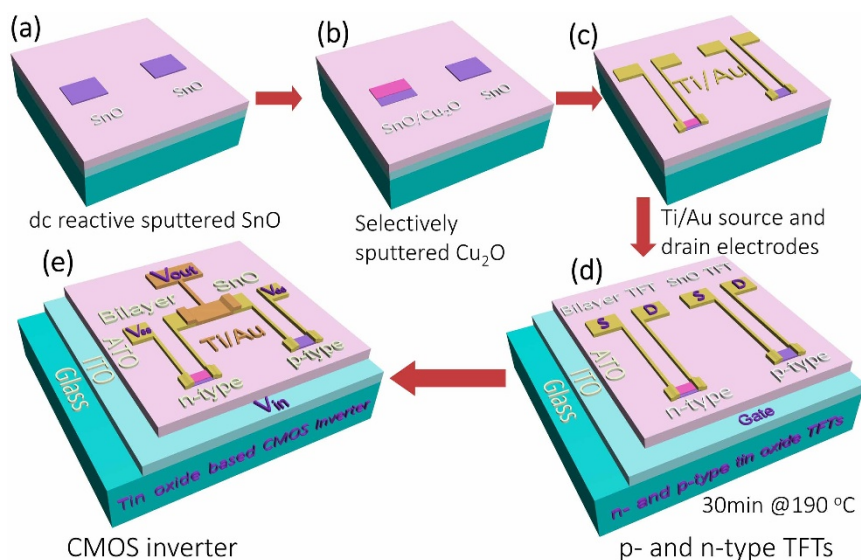 (a)
SnO
SnO
dc reactive sputtered SnO
(b)
SnO/Cu₂O
SnO
Selectively
sputtered Cu₂O
(c)
Ti/Au
Ti/Au source and
drain electrodes
(d)
Bilayer TFT
SnO TFT
S
D
S
D
n-type
p-type
ATO
ITO
Glass
Gate
n- and p-type tin oxide TFTs
30min @190 °C
p- and n-type TFTs
(e)
Vout
Bilayer
SnO
Vss
Vdd
Ti/Au
n-type
p-type
ATO
ITO
Glass
Vin
Tin oxide based CMOS Inverter
CMOS inverter